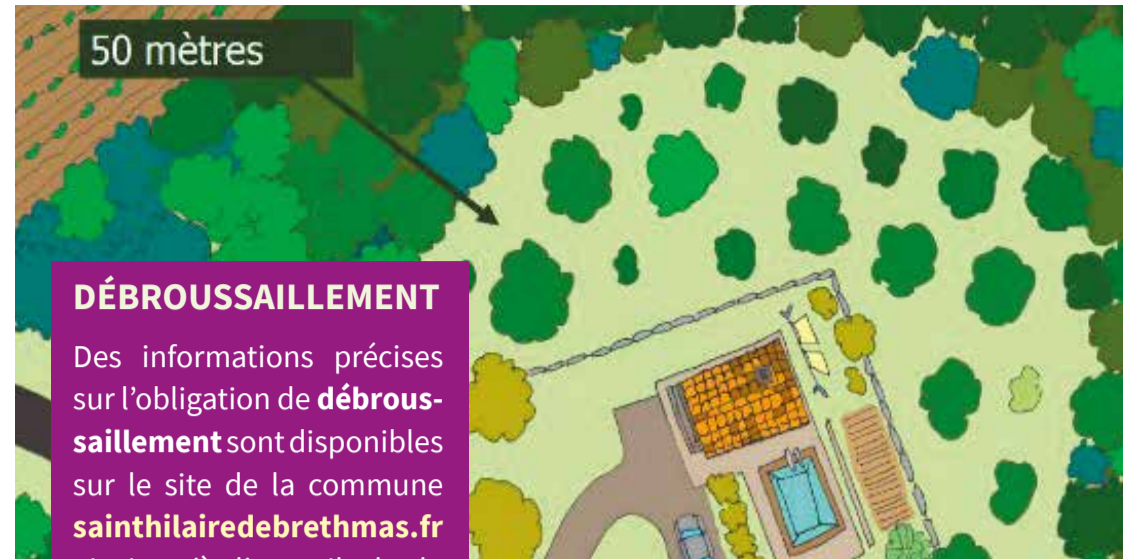 50 mètres
DÉBROUSSAILLEMENT
Des informations précises
sur l'obligation de débrous-
saillement sont disponibles
sur le site de la commune
sainthilairedebrethmas.fr